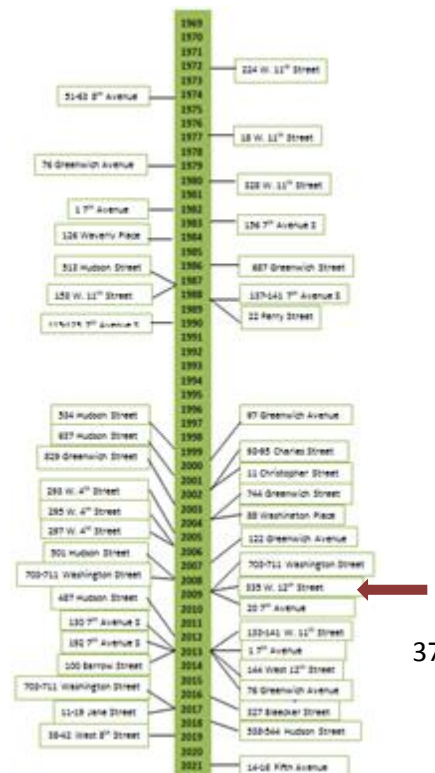 1969
1970
1971
1972
1973
1974
1975
1976
1977
1978
1979
1980
1981
1982
1983
1984
1985
1986
1987
1988
1989
1990
1991
1992
1993
1994
1995
1996
1997
1998
1999
2000
2001
2002
2003
2004
2005
2006
2007
2008
2009
2010
2011
2012
2013
2014
2015
2016
2017
2018
2019
2020
2021
51-63 8th Avenue
76 Greenwich Avenue
1 7th Avenue
126 Waverly Place
513 Hudson Street
150 W. 11th Street
7th Avenue S
534 Hudson Street
637 Hudson Street
829 Greenwich Street
293 W. 4th Street
295 W. 4th Street
297 W. 4th Street
501 Hudson Street
703-711 Washington Street
487 Hudson Street
130 7th Avenue S
192 7th Avenue S
100 Barrow Street
703-711 Washington Street
11-19 Jane Street
38-42 West 8th Street
224 W. 11th Street
18 W. 11th Street
328 W. 11th Street
156 7th Avenue S
687 Greenwich Street
137-141 7th Avenue S
22 Perry Street
97 Greenwich Avenue
93-95 Charles Street
11 Christopher Street
744 Greenwich Street
88 Washington Place
122 Greenwich Avenue
703-711 Washington Street
335 W. 12th Street
20 7th Avenue
133-141 W. 11th Street
1 7th Avenue
144 West 12th Street
76 Greenwich Avenue
327 Bleecker Street
538-544 Hudson Street
14-16 Fifth Avenue
37